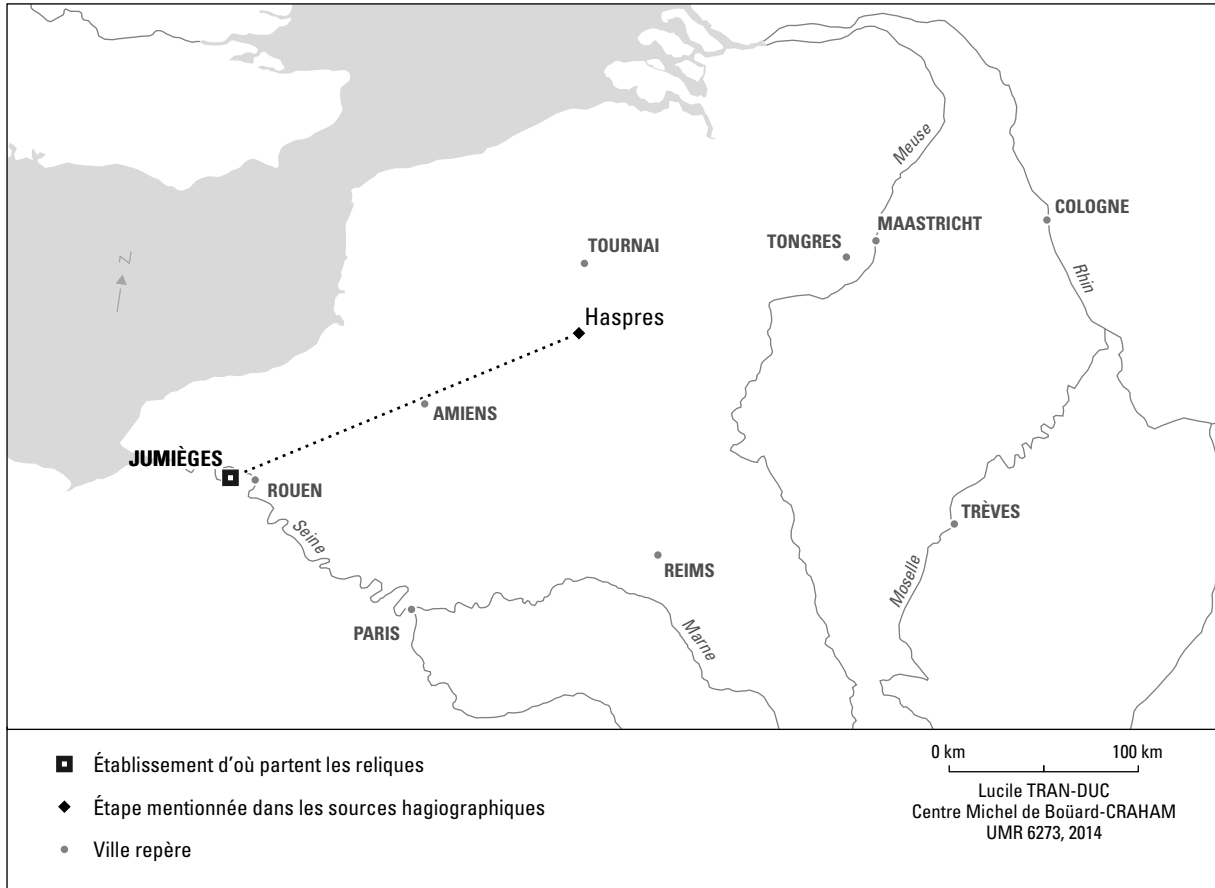 Meuse
COLOGNE
MAASTRICHT
TOURNAI
TONGRES
N
Rhin
Haspres
AMIENS
JUMIÈGES
ROUEN
Seine
TRÈVES
REIMS
Moselle
PARIS
Marne
Établissement d'où partent les reliques
Étape mentionnée dans les sources hagiographiques
Ville repère
0 km
100 km
Lucile TRAN-DUC
Centre Michel de Boüard-CRAHAM
UMR 6273, 2014